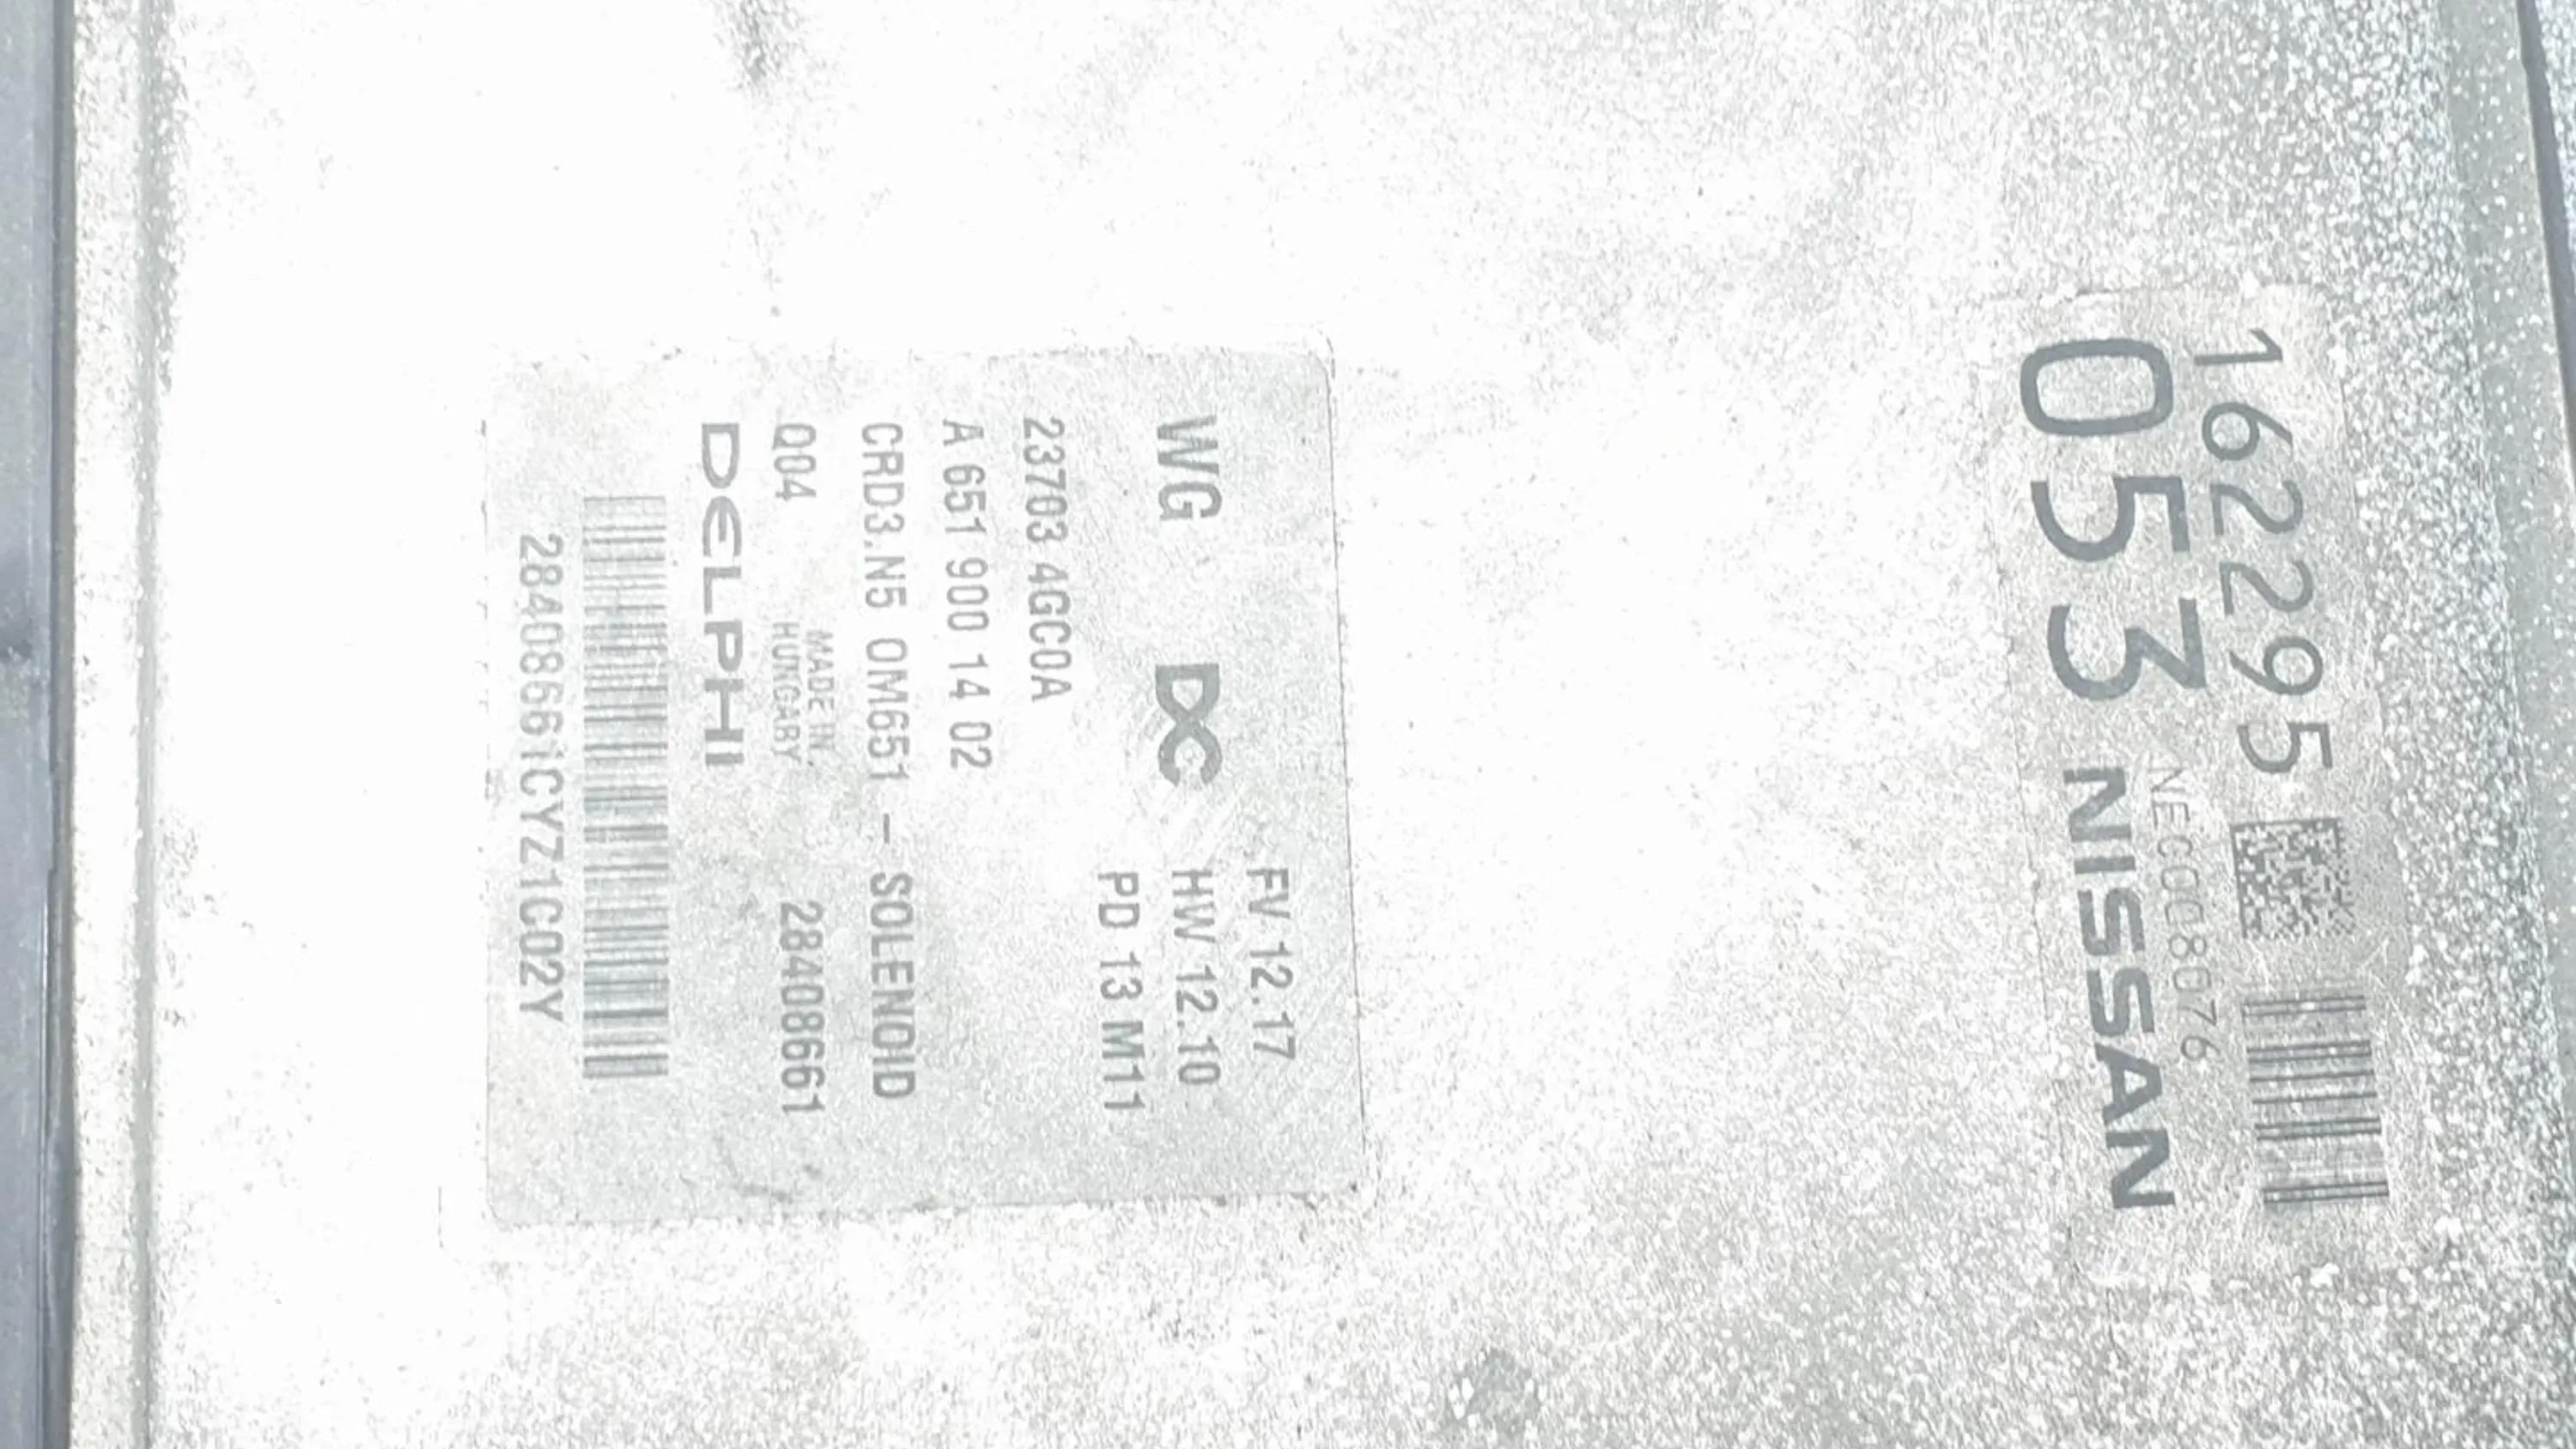 162295
NEC008076
053 NISSAN
FV 12.17
WG DC HW 12.10
PD 13 M11
23703 4GC0A
A 651 900 14 02
CRD3.N5 OM651 - SOLENOID
Q04 MADE IN HUNGARY 28408661
DELPHI
28408661CYZ1C02Y